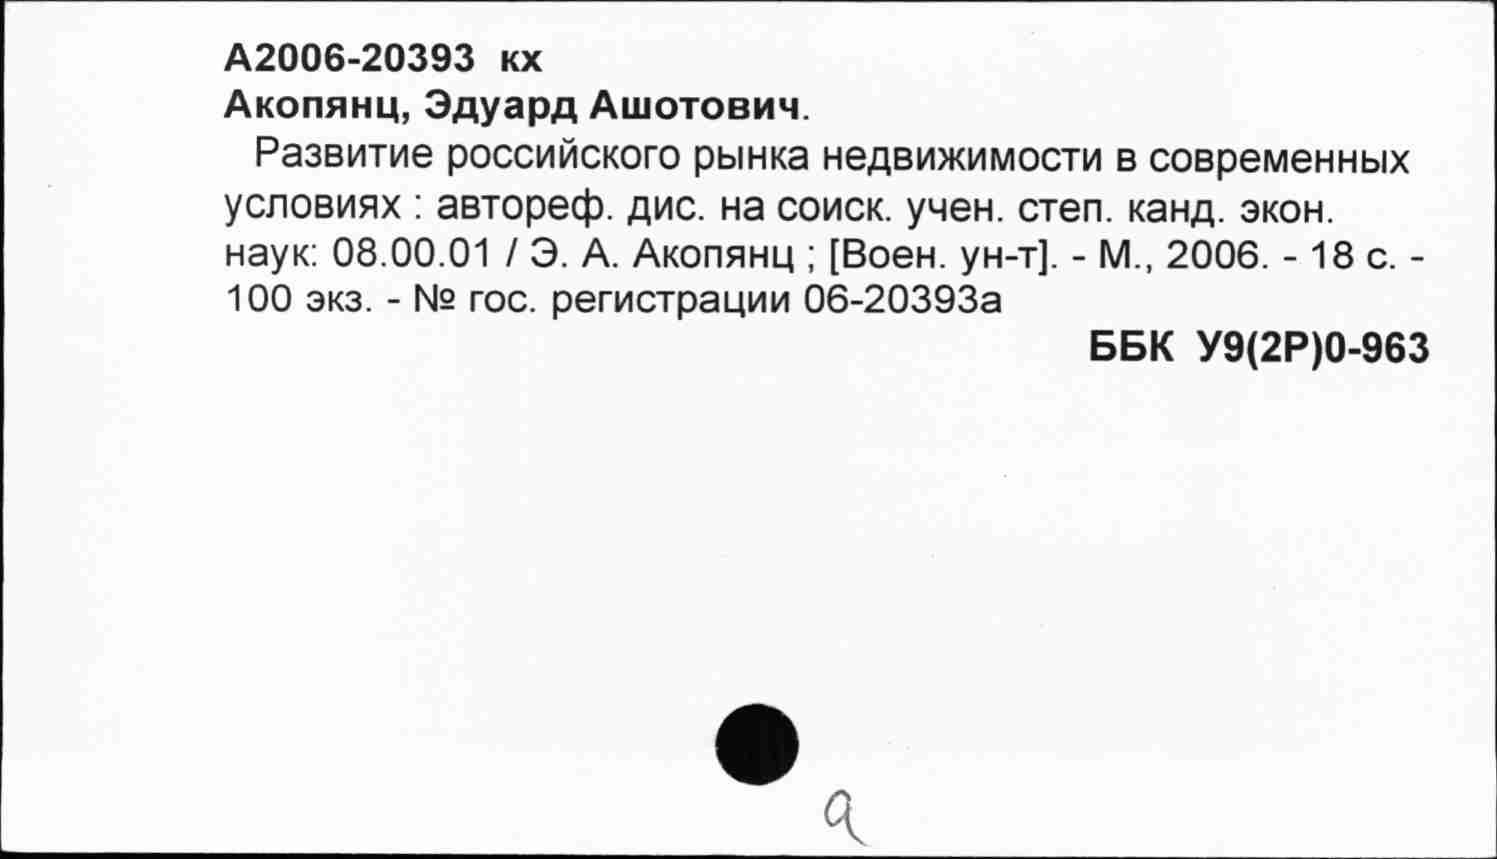 А2006-20393 кх
Акопянц, Эдуард Ашотович.
Развитие российского рынка недвижимости в современных
условиях : автореф. дис. на соиск. учен. степ. канд. экон.
наук: 08.00.01 / Э. А. Акопянц ; [Воен. ун-т]. - М., 2006. - 18 с. -
100 экз. - № гос. регистрации 06-20393а
ББК У9(2Р)0-963
а